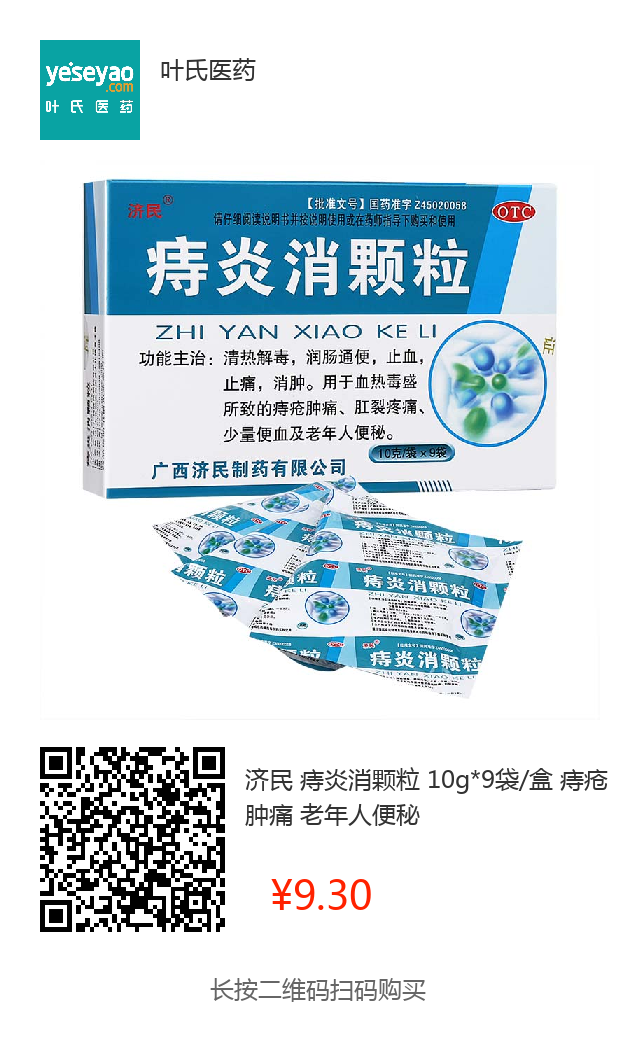 yeseyao
.com
叶氏医药
叶氏医药
济民®
【批准文号】国药准字Z45020058
请仔细阅读说明书并按说明使用或在药师指导下购买和使用
OTC
痔炎消颗粒
ZHI YAN XIAO KE LI
功能主治：清热解毒，润肠通便，止血，
止痛，消肿。用于血热毒盛
所致的痔疮肿痛、肛裂疼痛、
少量便血及老年人便秘。
10克/袋×9袋
广西济民制药有限公司
痔炎消颗粒
ZHI YAN XIAO KE LI
痔炎消颗粒
济民 痔炎消颗粒 10g*9袋/盒 痔疮
肿痛 老年人便秘
¥9.30
长按二维码扫码购买